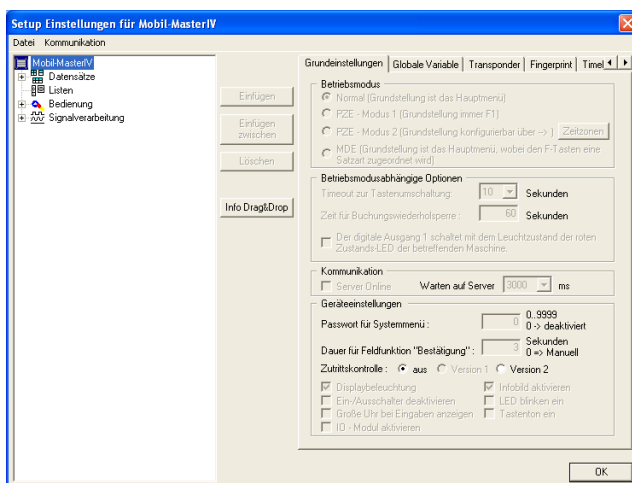 Setup Einstellungen für Mobil-MasterIV
Datei Kommunikation
Mobil-MasterIV
Datensätze
Listen
Bedienung
Signalverarbeitung
Einfügen
Einfügen
zwischen
Löschen
Info Drag&Drop
Grundeinstellungen Globale Variable Transponder Fingerprint Timel
Betriebsmodus
Normal (Grundstellung ist das Hauptmenü)
PZE - Modus 1 (Grundstellung immer F1)
PZE - Modus 2 (Grundstellung konfigurierbar über --> ) Zeitzonen
MDE (Grundstellung ist das Hauptmenü, wobei den F-Tasten eine
Satzart zugeordnet wird)
Betriebsmodusabhängige Optionen
Timeout zur Tastenumschaltung: 10 Sekunden
Zeit für Buchungswiederholsperre : 60 Sekunden
Der digitale Ausgang 1 schaltet mit dem Leuchtzustand der roten
Zustands-LED der betreffenden Maschine.
Kommunikation
Server Online Warten auf Server 3000 ms
Geräteeinstellungen
Passwort für Systemmenü : 0 0..9999
0 -> deaktiviert
Dauer für Feldfunktion "Bestätigung" : 3 Sekunden
0 => Manuell
Zutrittskontrolle : aus Version 1 Version 2
Displaybeleuchtung Infobild aktivieren
Ein-/Ausschalter deaktivieren LED blinken ein
Große Uhr bei Eingaben anzeigen Tastenton ein
IO - Modul aktivieren
OK